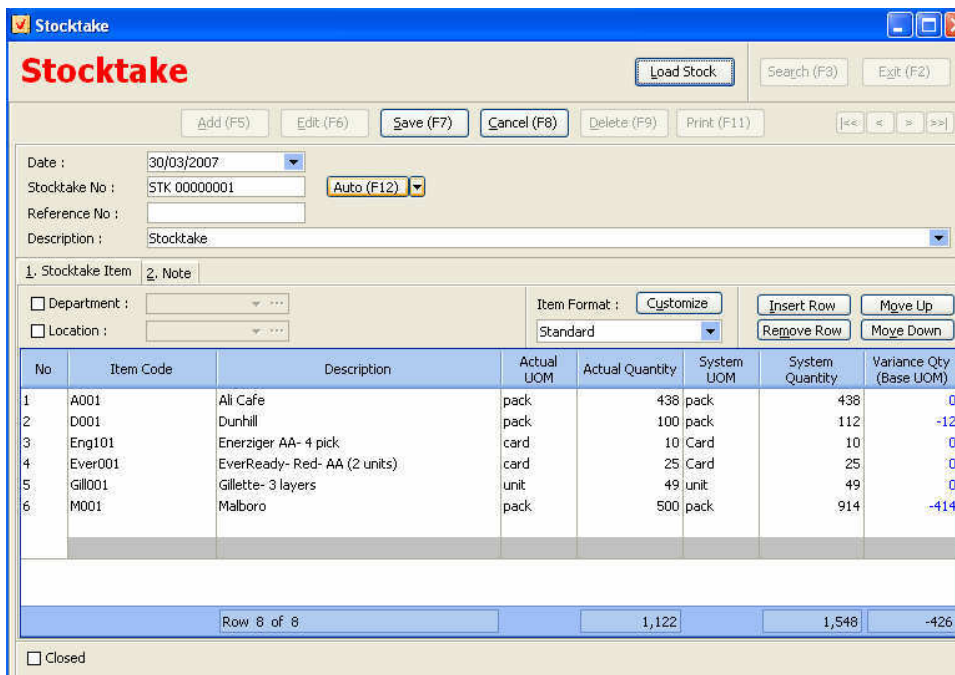 Stocktake
Stocktake
Load Stock Search (F3) Exit (F2)
Add (F5) Edit (F6) Save (F7) Cancel (F8) Delete (F9) Print (F11) |<< < > >>|
Date : 30/03/2007
Stocktake No : STK 00000001 Auto (F12)
Reference No :
Description : Stocktake
1. Stocktake Item 2. Note
Department : Item Format : Customize Insert Row Move Up
Location : Standard Remove Row Move Down
No Item Code Description Actual UOM Actual Quantity System UOM System Quantity Variance Qty (Base UOM)
1 A001 Ali Cafe pack 438 pack 438 0
2 D001 Dunhill pack 100 pack 112 -12
3 Eng101 Enerziger AA- 4 pick card 10 Card 10 0
4 Ever001 EverReady- Red- AA (2 units) card 25 Card 25 0
5 Gill001 Gillette- 3 layers unit 49 unit 49 0
6 M001 Malboro pack 500 pack 914 -414
Row 8 of 8 1,122 1,548 -426
Closed